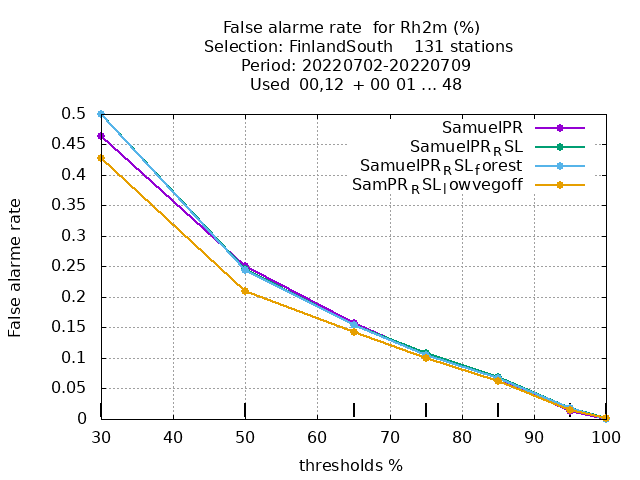 False alarme rate  for Rh2m (%)
Selection: FinlandSouth    131 stations
Period: 20220702-20220709
Used  00,12  + 00 01 ... 48
0.5
0.45
0.4
0.35
0.3
0.25
0.2
0.15
0.1
0.05
0
False alarme rate
SamuelPR
SamuelPR_RSL
SamuelPR_RSL_forest
SamPR_RSL_lowvegoff
30 40 50 60 70 80 90 100
thresholds %